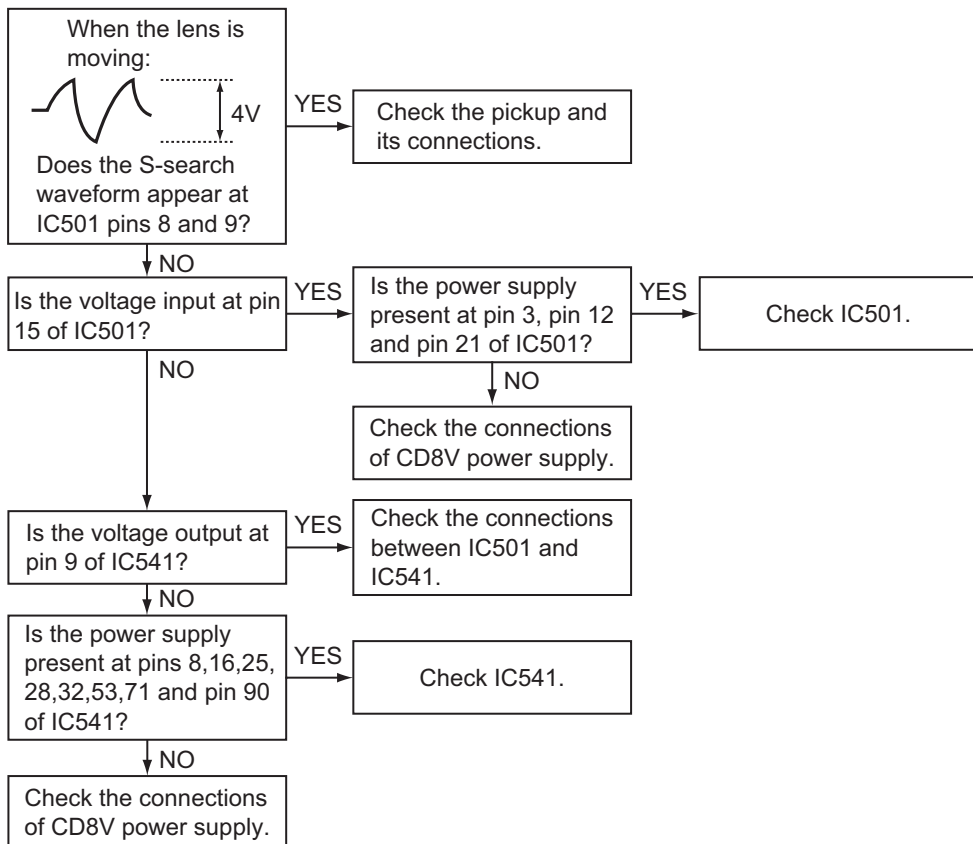 When the lens is
moving:
4V
Does the S-search
waveform appear at
IC501 pins 8 and 9?
YES
Check the pickup and
its connections.
NO
Is the voltage input at pin
15 of IC501?
YES
Is the power supply
present at pin 3, pin 12
and pin 21 of IC501?
YES
Check IC501.
NO
NO
Check the connections
of CD8V power supply.
Is the voltage output at
pin 9 of IC541?
YES
Check the connections
between IC501 and
IC541.
NO
Is the power supply
present at pins 8,16,25,
28,32,53,71 and pin 90
of IC541?
YES
Check IC541.
NO
Check the connections
of CD8V power supply.